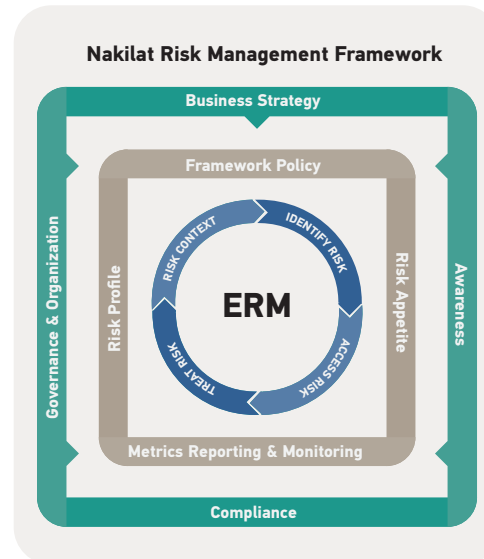 Nakilat Risk Management Framework
Business Strategy
Framework Policy
RISK CONTEXT
IDENTIFY RISK
Governance & Organization
Risk Profile
ERM
Risk Appetite
Awareness
TREAT RISK
ACCESS RISK
Metrics Reporting & Monitoring
Compliance